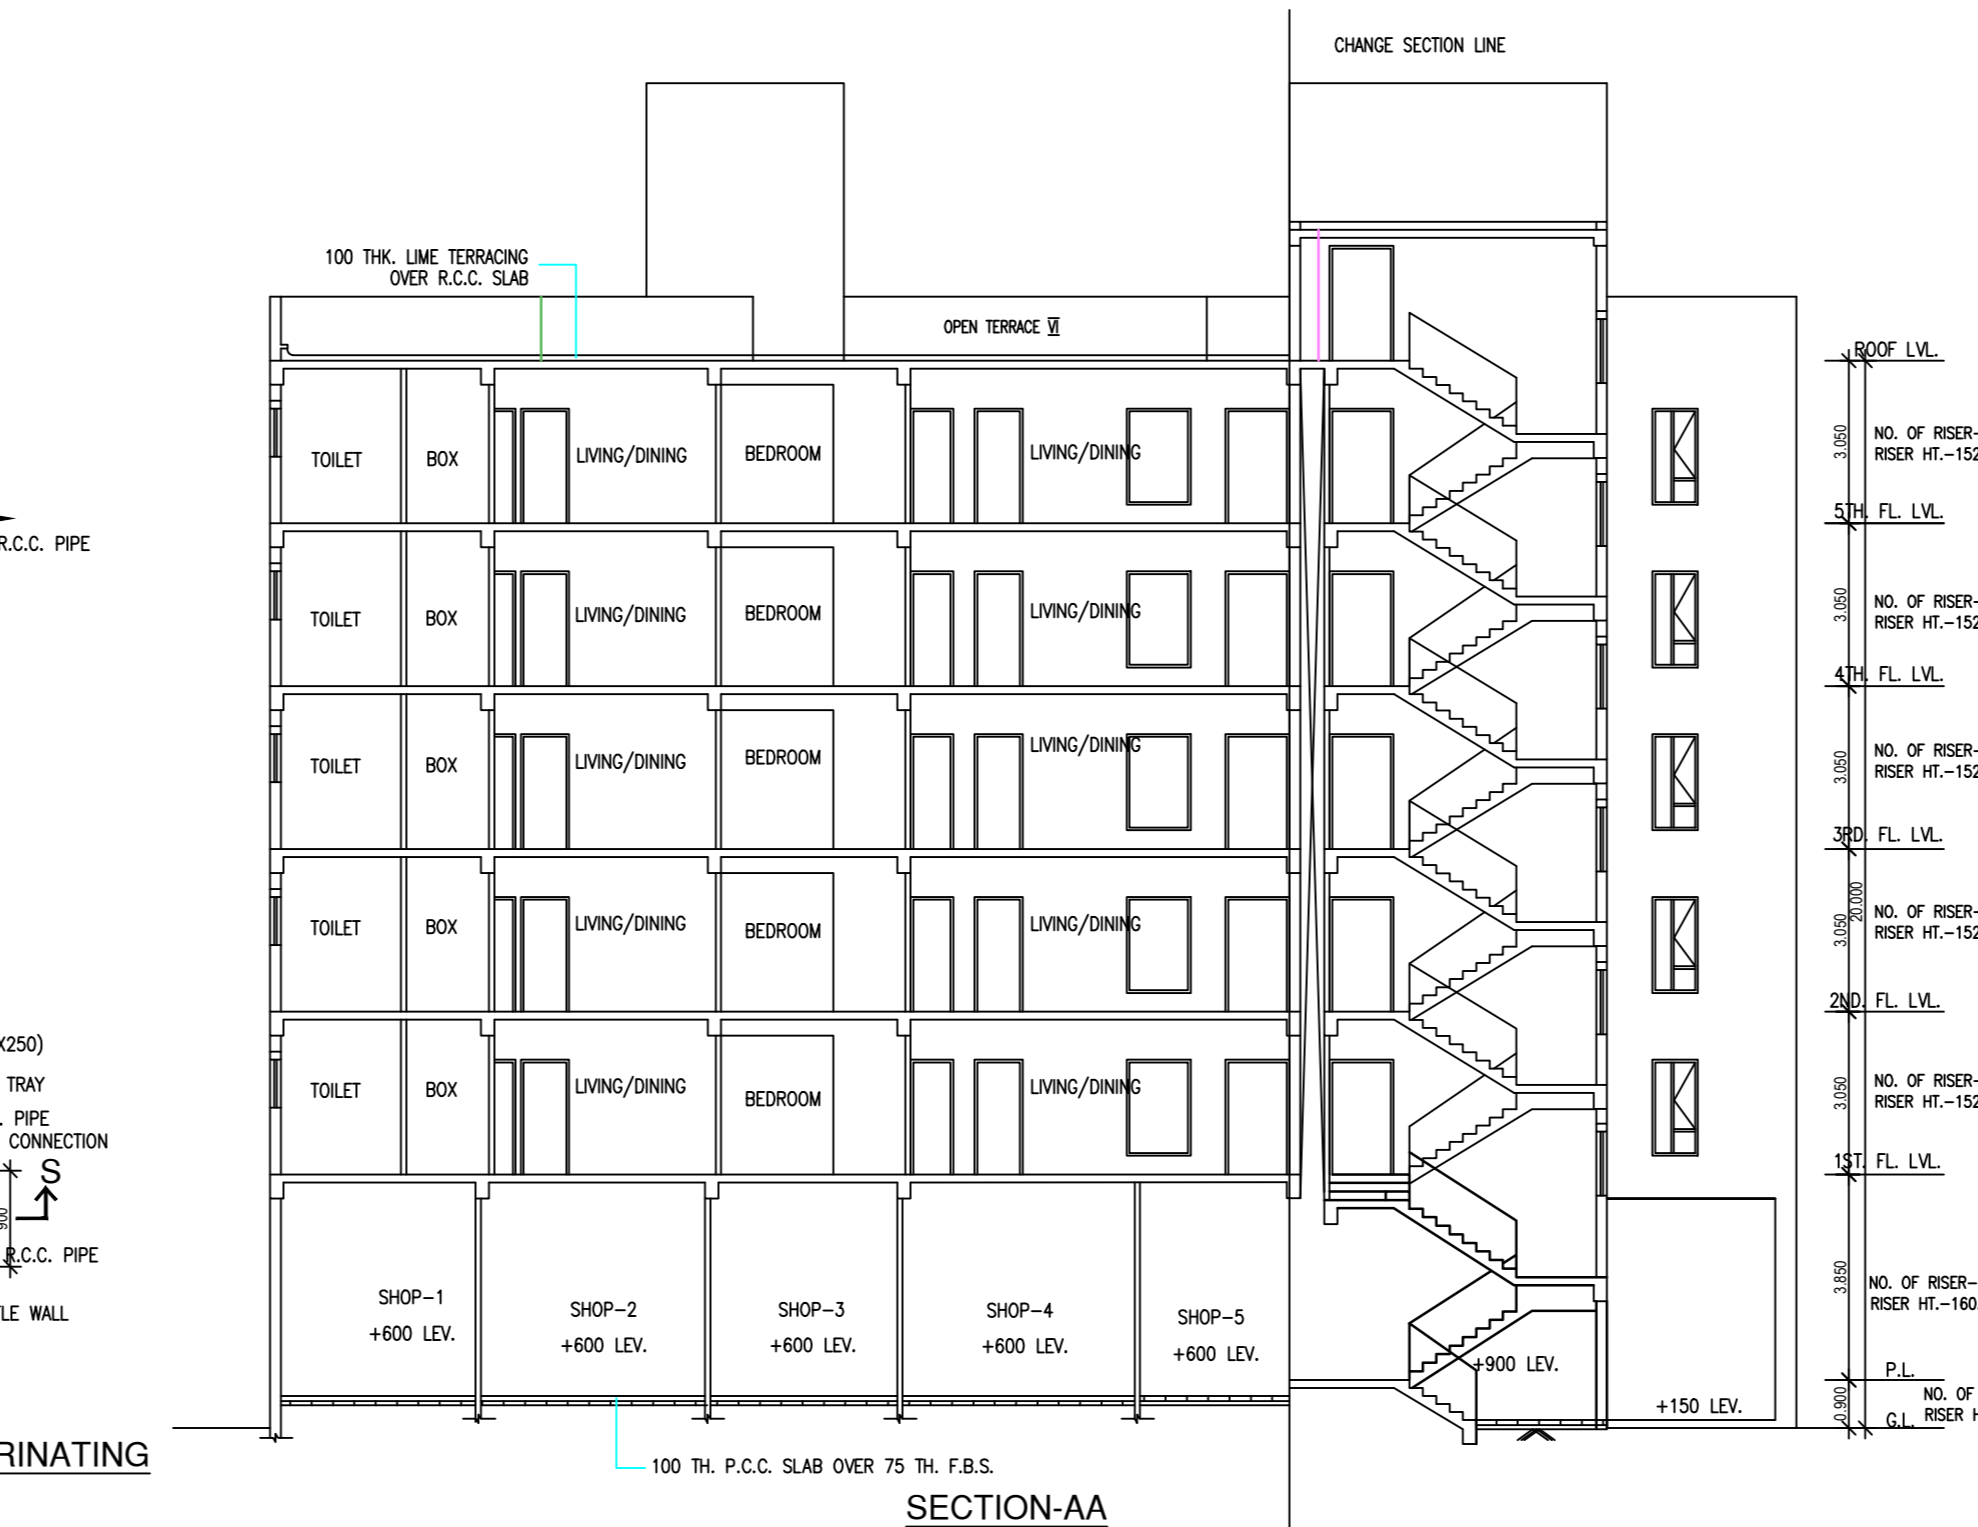 CHANGE SECTION LINE
100 THK. LIME TERRACING
OVER R.C.C. SLAB
OPEN TERRACE VI
ROOF LVL.
TOILET BOX LIVING/DINING BEDROOM LIVING/DINING
3.050
NO. OF RISER-
RISER HT.-152
5TH. FL. LVL.
R.C.C. PIPE
TOILET BOX LIVING/DINING BEDROOM LIVING/DINING
3.050
NO. OF RISER-
RISER HT.-152
4TH. FL. LVL.
TOILET BOX LIVING/DINING BEDROOM LIVING/DINING
3.050
NO. OF RISER-
RISER HT.-152
3RD. FL. LVL.
20.000
TOILET BOX LIVING/DINING BEDROOM LIVING/DINING
3.050
NO. OF RISER-
RISER HT.-152
2ND. FL. LVL.
X250)
TRAY
PIPE
CONNECTION
TOILET BOX LIVING/DINING BEDROOM LIVING/DINING
3.050
NO. OF RISER-
RISER HT.-152
1ST. FL. LVL.
S
900
R.C.C. PIPE
WALL
SHOP-1
+600 LEV.
SHOP-2
+600 LEV.
SHOP-3
+600 LEV.
SHOP-4
+600 LEV.
SHOP-5
+600 LEV.
3.850
NO. OF RISER-
RISER HT.-160
+900 LEV.
P.L.
+150 LEV.
0.900
NO. OF
RISER
G.L.
RINATING
100 TH. P.C.C. SLAB OVER 75 TH. F.B.S.
SECTION-AA